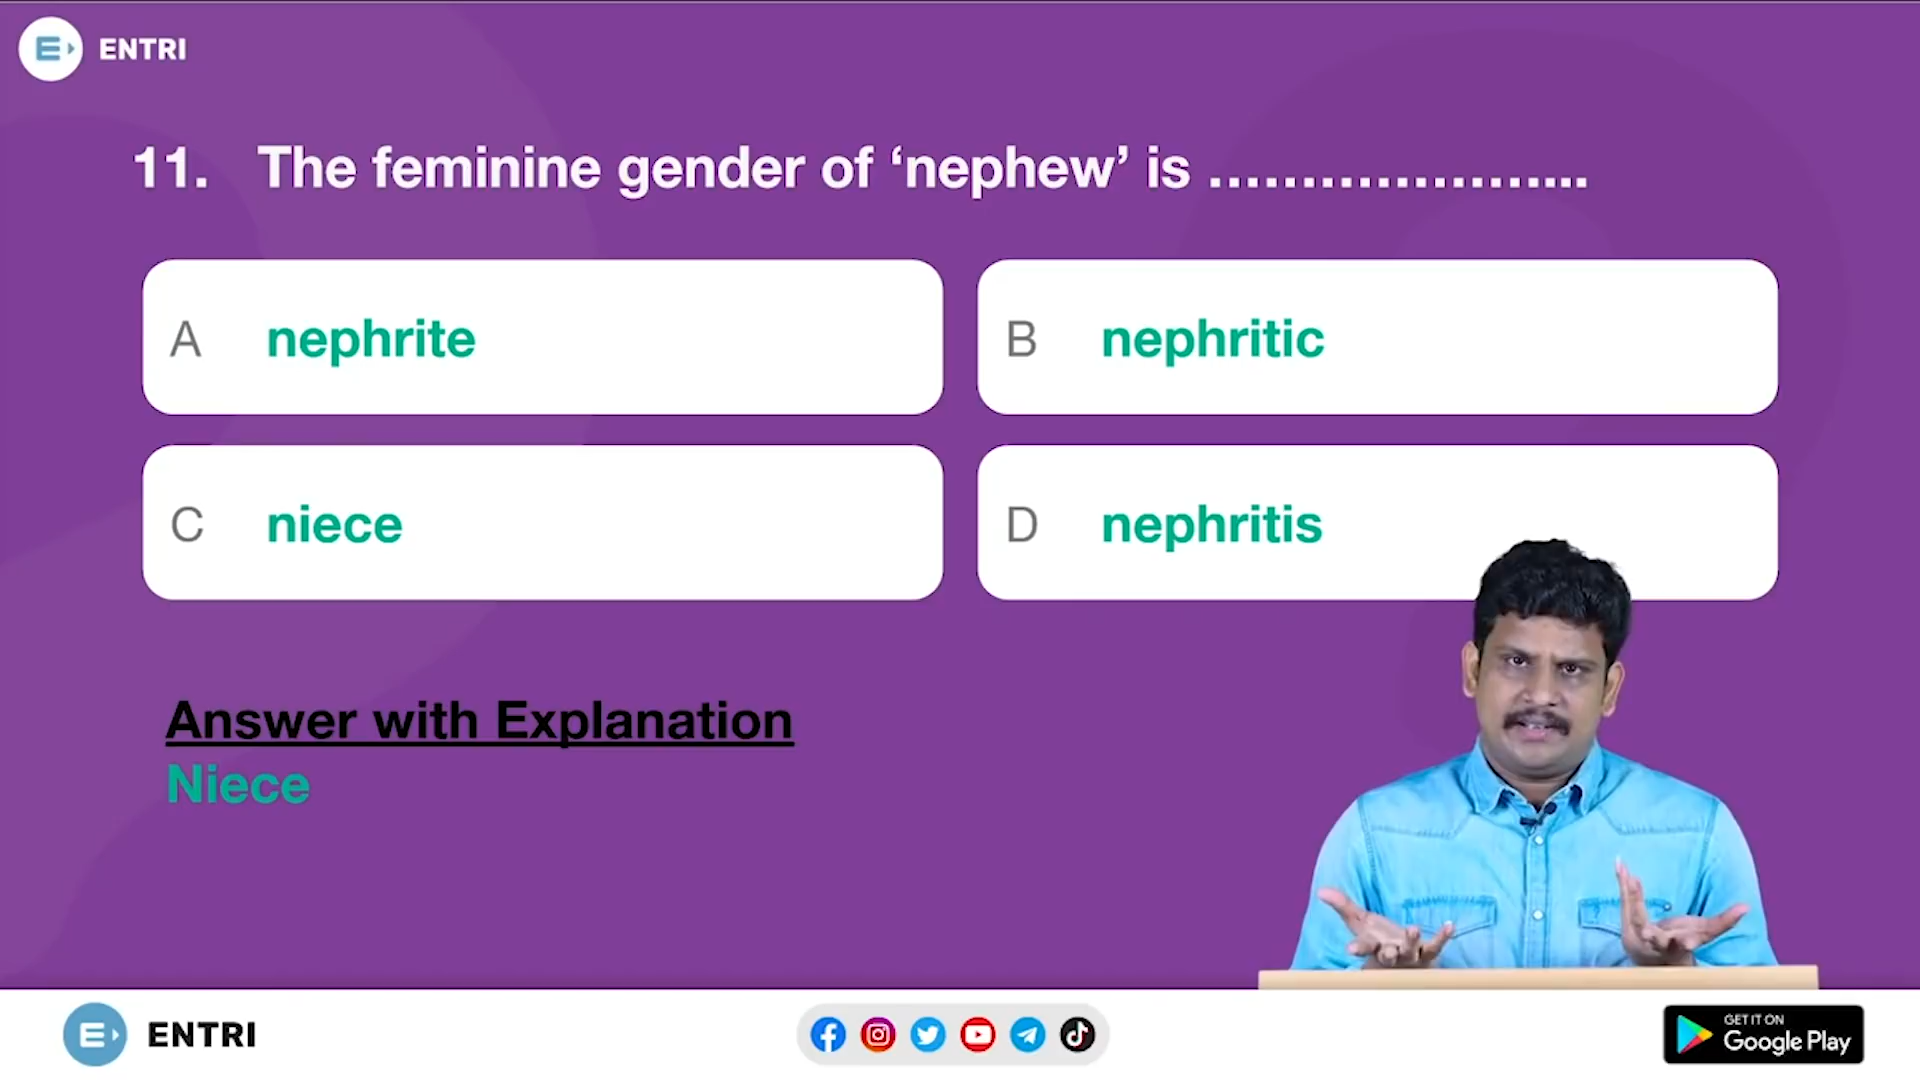 ENTRI
11. The feminine gender of ‘nephew’ is .......................
A nephrite
B nephritic
C niece
D nephritis
Answer with Explanation
Niece
ENTRI
GET IT ON
Google Play